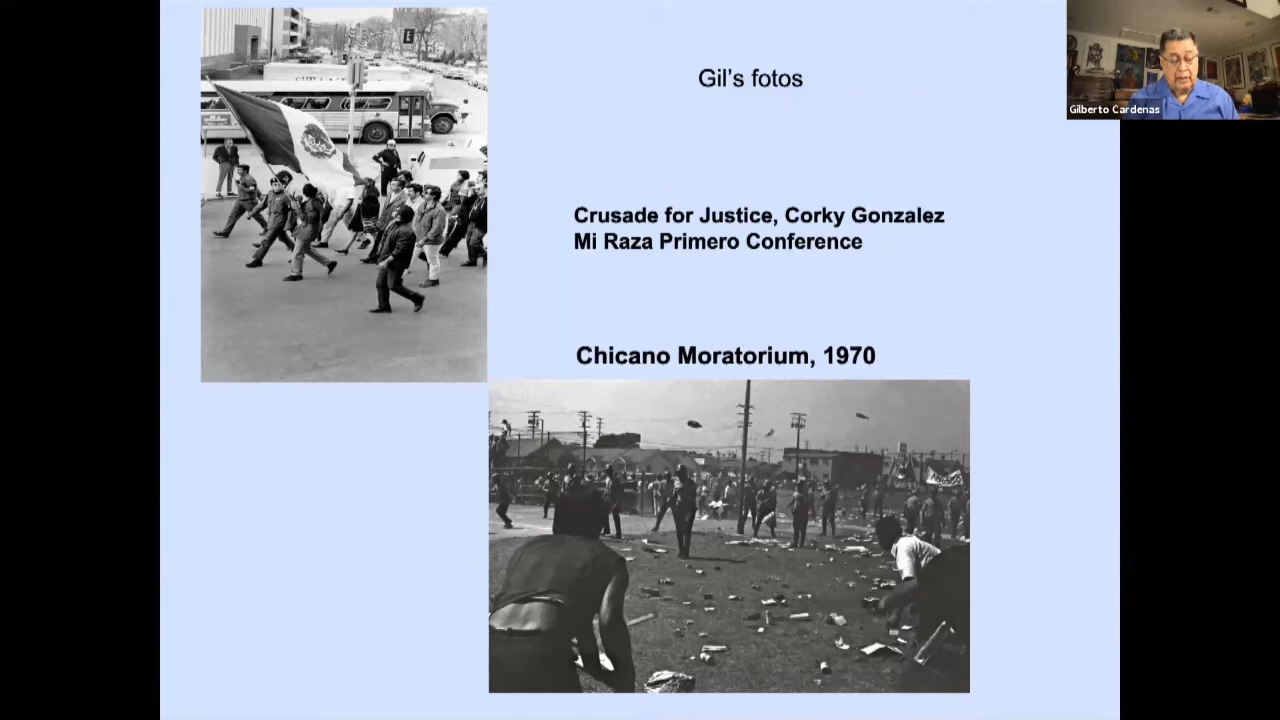 Gil's fotos
Gilberto Cardenas
Crusade for Justice, Corky Gonzalez
Mi Raza Primero Conference
Chicano Moratorium, 1970